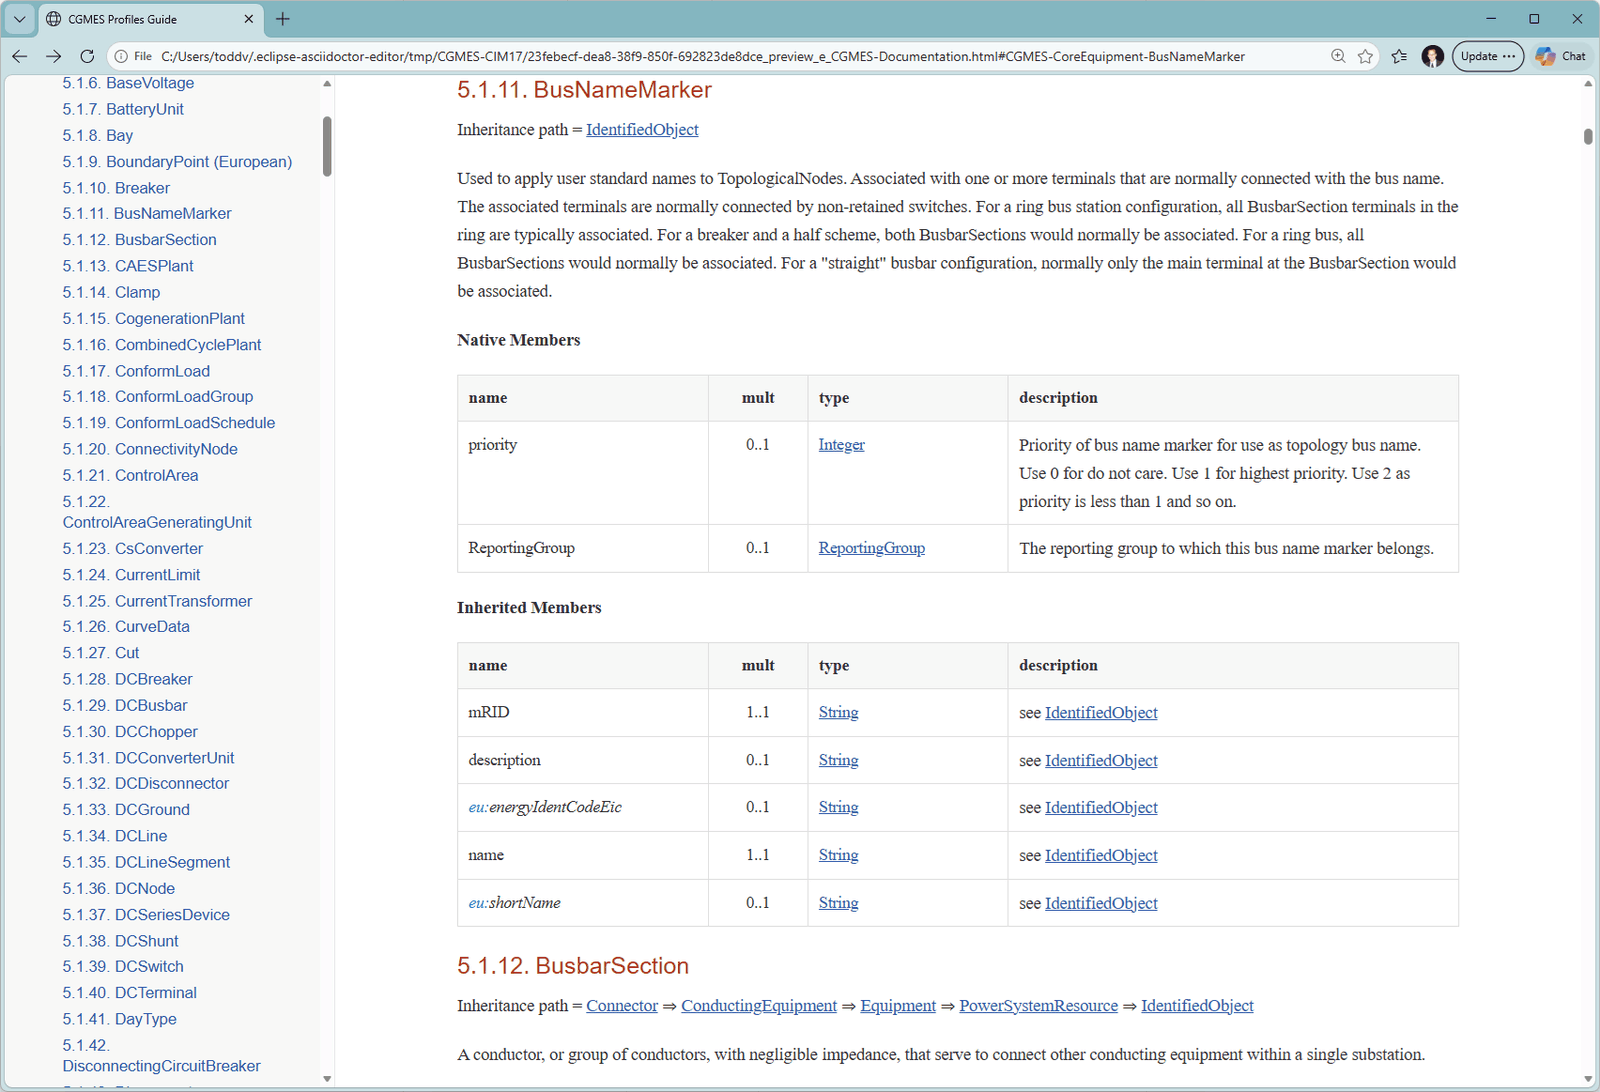 CGMES Profiles Guide
File C:/Users/toddv/.eclipse-asciidoctor-editor/tmp/CGMES-CIM17/23febecf-dea8-38f9-850f-692823de8dce_preview_e_CGMES-Documentation.html#CGMES-CoreEquipment-BusNameMarker
Update
Chat
5.1.6. BaseVoltage
5.1.7. BatteryUnit
5.1.8. Bay
5.1.9. BoundaryPoint (European)
5.1.10. Breaker
5.1.11. BusNameMarker
5.1.12. BusbarSection
5.1.13. CAESPlant
5.1.14. Clamp
5.1.15. CogenerationPlant
5.1.16. CombinedCyclePlant
5.1.17. ConformLoad
5.1.18. ConformLoadGroup
5.1.19. ConformLoadSchedule
5.1.20. ConnectivityNode
5.1.21. ControlArea
5.1.22.
ControlAreaGeneratingUnit
5.1.23. CsConverter
5.1.24. CurrentLimit
5.1.25. CurrentTransformer
5.1.26. CurveData
5.1.27. Cut
5.1.28. DCBreaker
5.1.29. DCBusbar
5.1.30. DCChopper
5.1.31. DCConverterUnit
5.1.32. DCDisconnector
5.1.33. DCGround
5.1.34. DCLine
5.1.35. DCLineSegment
5.1.36. DCNode
5.1.37. DCSeriesDevice
5.1.38. DCShunt
5.1.39. DCSwitch
5.1.40. DCTerminal
5.1.41. DayType
5.1.42.
DisconnectingCircuitBreaker
5.1.11. BusNameMarker
Inheritance path = IdentifiedObject
Used to apply user standard names to TopologicalNodes. Associated with one or more terminals that are normally connected with the bus name.
The associated terminals are normally connected by non-retained switches. For a ring bus station configuration, all BusbarSection terminals in the
ring are typically associated. For a breaker and a half scheme, both BusbarSections would normally be associated. For a ring bus, all
BusbarSections would normally be associated. For a "straight" busbar configuration, normally only the main terminal at the BusbarSection would
be associated.
Native Members
name mult type description
priority 0..1 Integer Priority of bus name marker for use as topology bus name.
Use 0 for do not care. Use 1 for highest priority. Use 2 as
priority is less than 1 and so on.
ReportingGroup 0..1 ReportingGroup The reporting group to which this bus name marker belongs.
Inherited Members
name mult type description
mRID 1..1 String see IdentifiedObject
description 0..1 String see IdentifiedObject
eu:energyIdentCodeEic 0..1 String see IdentifiedObject
name 1..1 String see IdentifiedObject
eu:shortName 0..1 String see IdentifiedObject
5.1.12. BusbarSection
Inheritance path = Connector ⇒ ConductingEquipment ⇒ Equipment ⇒ PowerSystemResource ⇒ IdentifiedObject
A conductor, or group of conductors, with negligible impedance, that serve to connect other conducting equipment within a single substation.